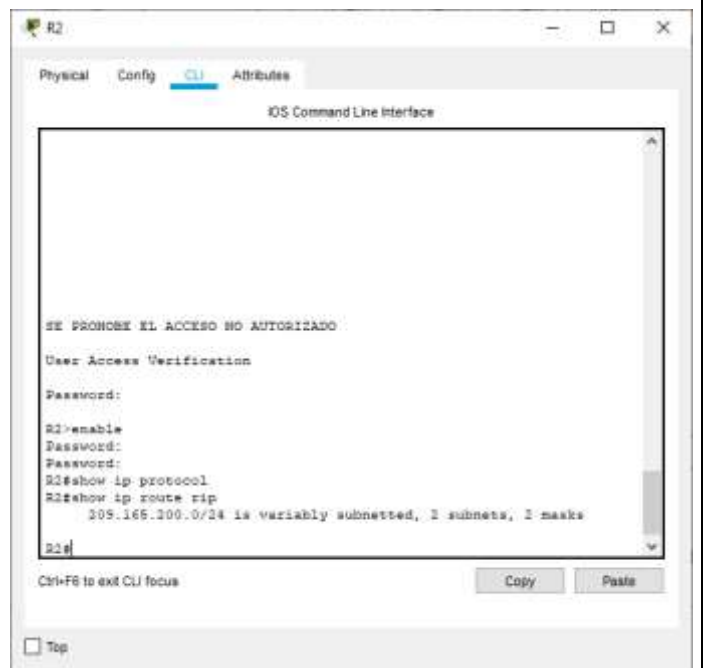 R2
Physical Config CLI Attributes
IOS Command Line Interface
SE PROHOBE EL ACCESO NO AUTORIZADO
User Access Verification
Password:
R2>enable
Password:
Password:
R2#show ip protocol
R2#show ip route rip
209.165.200.0/24 is variably subnetted, 2 subnets, 2 masks
R2#
Ctrl+F6 to exit CLI focus
Copy Paste
Top